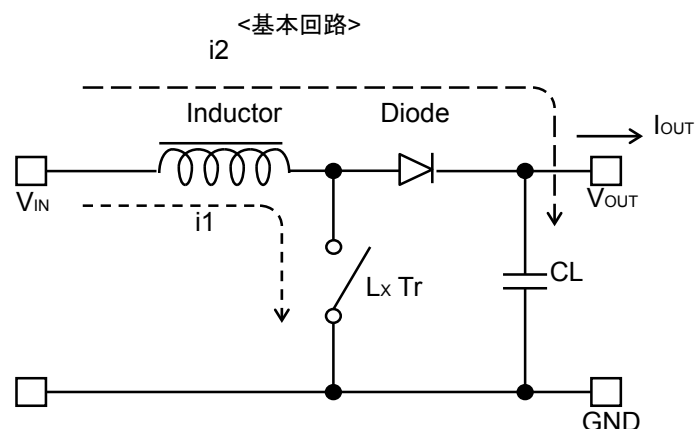 <基本回路>
i2
Inductor
Diode
IOUT
VIN
i1
VOUT
LX Tr
CL
GND